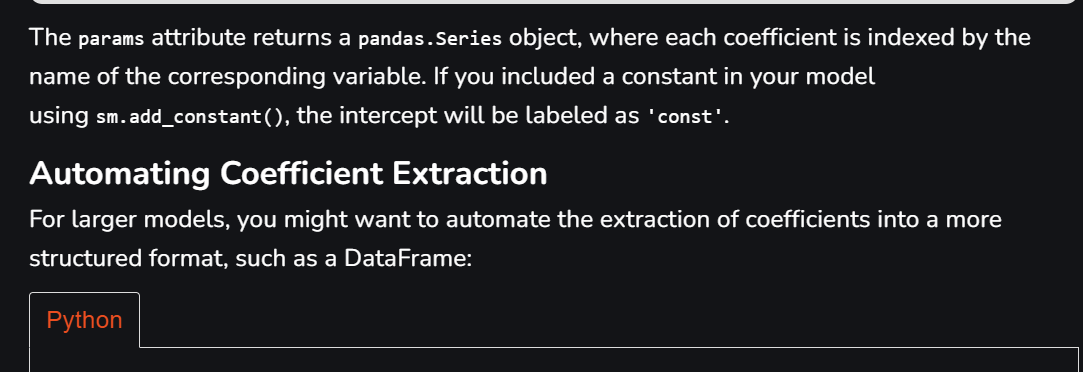 The params attribute returns a pandas.Series object, where each coefficient is indexed by the
name of the corresponding variable. If you included a constant in your model
using sm.add_constant(), the intercept will be labeled as 'const'.
Automating Coefficient Extraction
For larger models, you might want to automate the extraction of coefficients into a more
structured format, such as a DataFrame:
Python